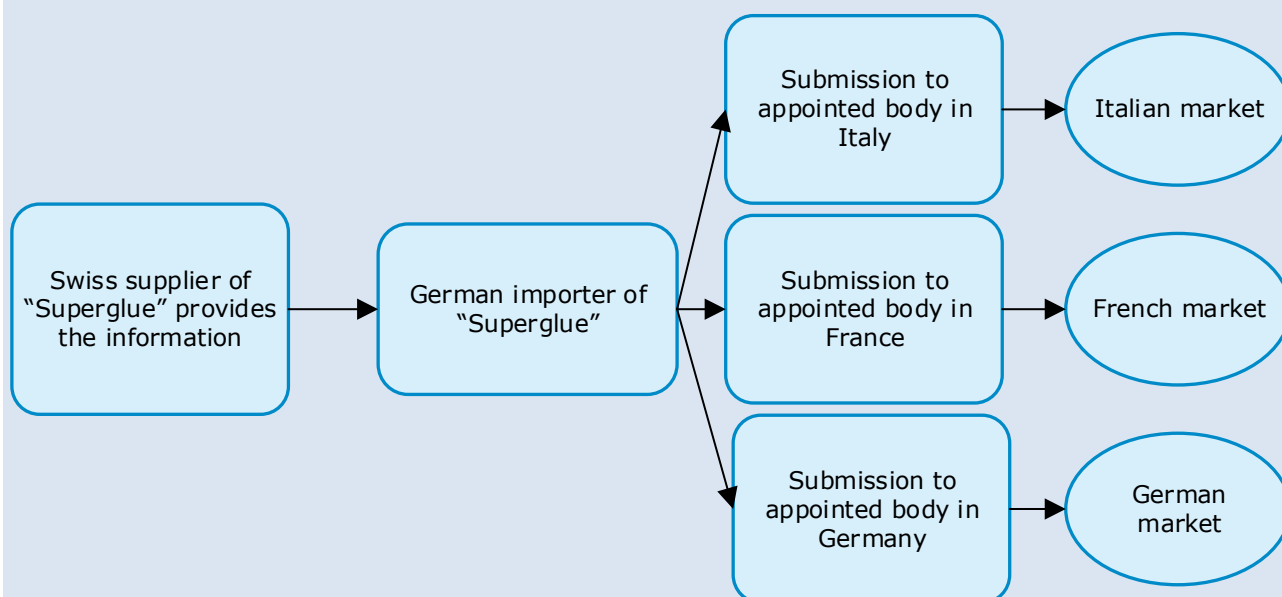 Swiss supplier of
“Superglue” provides
the information
German importer of
“Superglue”
Submission to
appointed body in
Italy
Italian market
Submission to
appointed body in
France
French market
Submission to
appointed body in
Germany
German
market